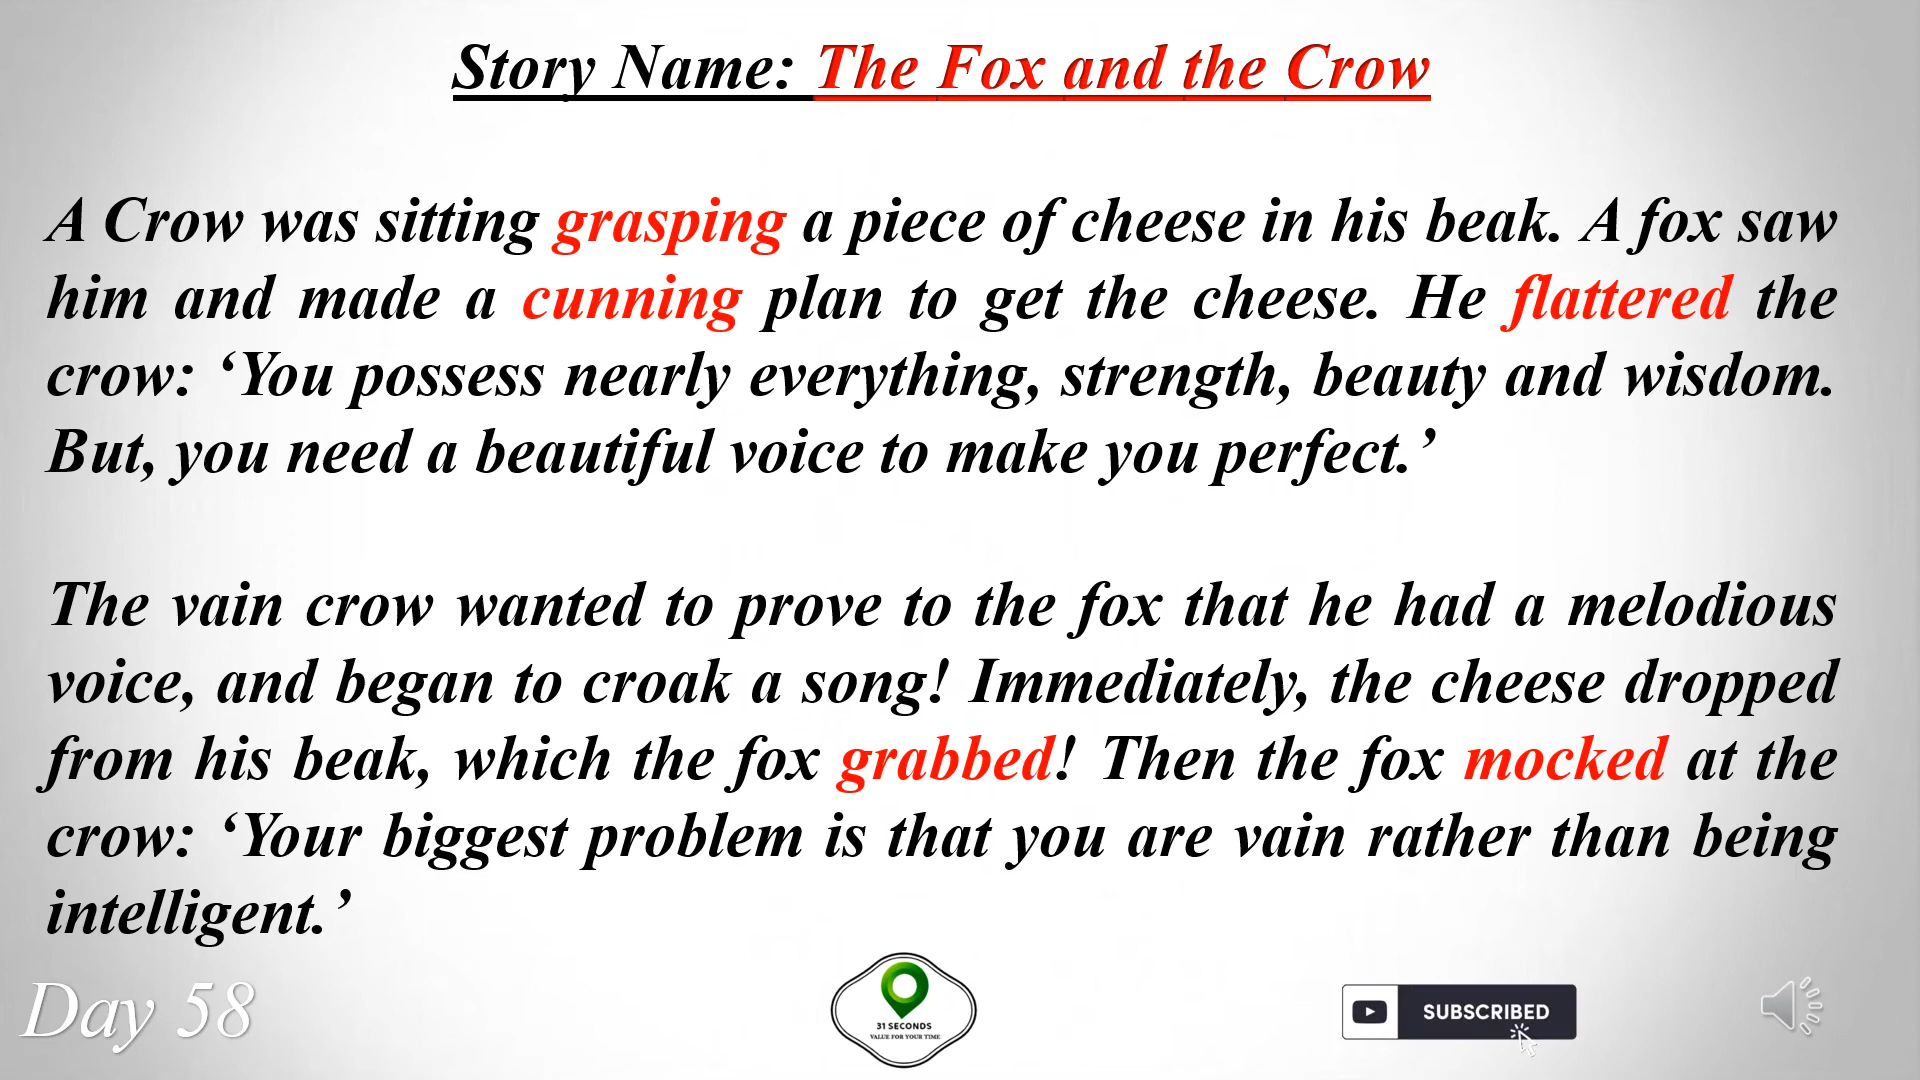 Story Name: The Fox and the Crow
A Crow was sitting grasping a piece of cheese in his beak. A fox saw
him and made a cunning plan to get the cheese. He flattered the
crow: ‘You possess nearly everything, strength, beauty and wisdom.
But, you need a beautiful voice to make you perfect.’
The vain crow wanted to prove to the fox that he had a melodious
voice, and began to croak a song! Immediately, the cheese dropped
from his beak, which the fox grabbed! Then the fox mocked at the
crow: ‘Your biggest problem is that you are vain rather than being
intelligent.’
Day 58
31 SECONDS
VALUE FOR YOUR TIME
SUBSCRIBED